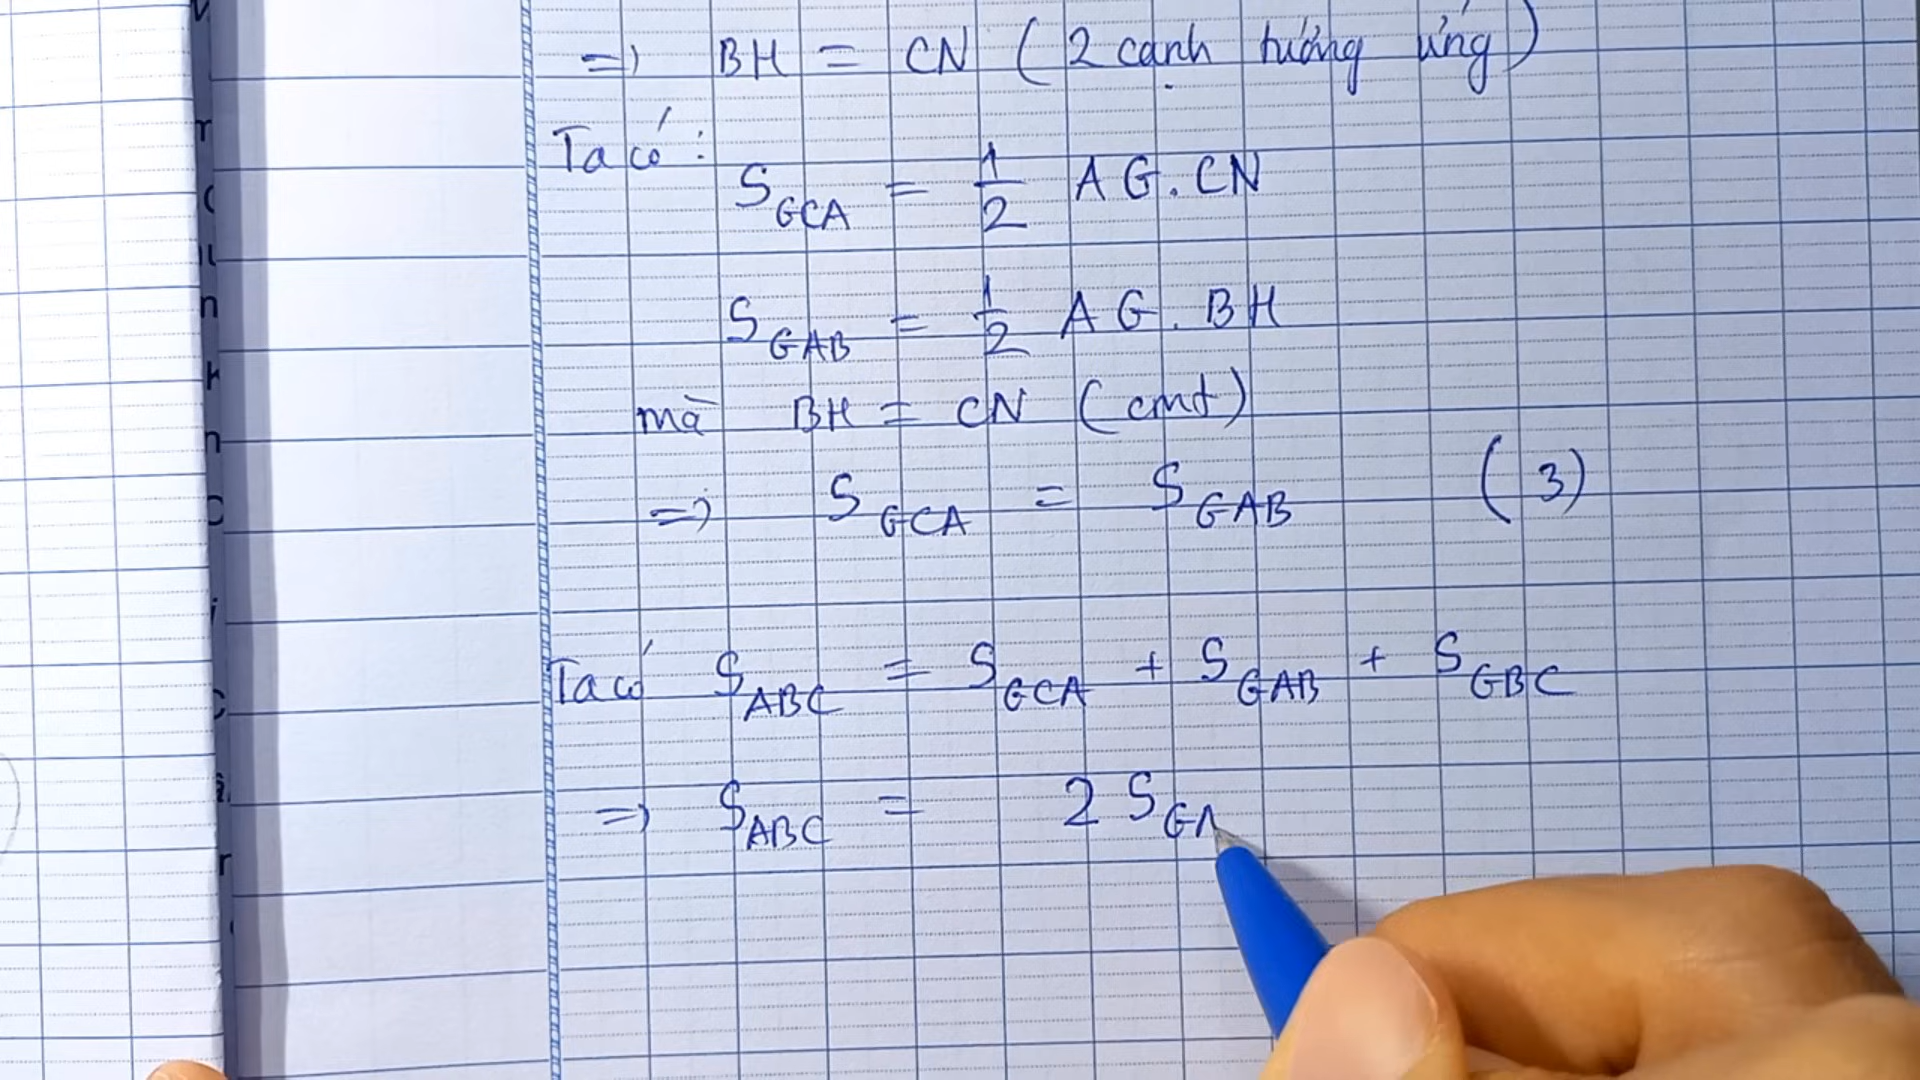 => BH = CN (2 cạnh tương ứng)
Ta có:
S_GCA = 1/2 AG.CN
S_GAB = 1/2 AG.BH
mà BH = CN (cmt)
=> S_GCA = S_GAB (3)
Ta có S_ABC = S_GCA + S_GAB + S_GBC
=> S_ABC = 2 S_GA